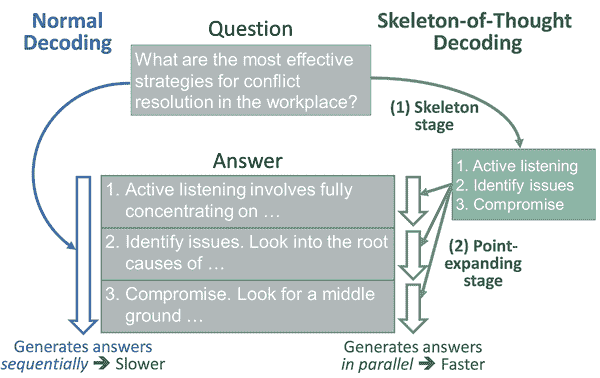 Normal
Decoding
Question
Skeleton-of-Thought
Decoding
What are the most effective
strategies for conflict
resolution in the workplace?
(1) Skeleton
stage
Answer
1. Active listening
2. Identify issues
3. Compromise
1. Active listening involves fully
concentrating on …
2. Identify issues. Look into the root
causes of …
3. Compromise. Look for a middle
ground …
(2) Point-
expanding
stage
Generates answers
sequentially ➔ Slower
Generates answers
in parallel ➔ Faster